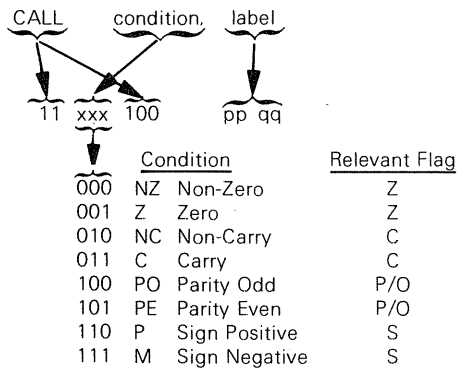 CALL condition, label
11 xxx 100 pp qq
Condition Relevant Flag
000 NZ Non-Zero Z
001 Z Zero Z
010 NC Non-Carry C
011 C Carry C
100 PO Parity Odd P/O
101 PE Parity Even P/O
110 P Sign Positive S
111 M Sign Negative S